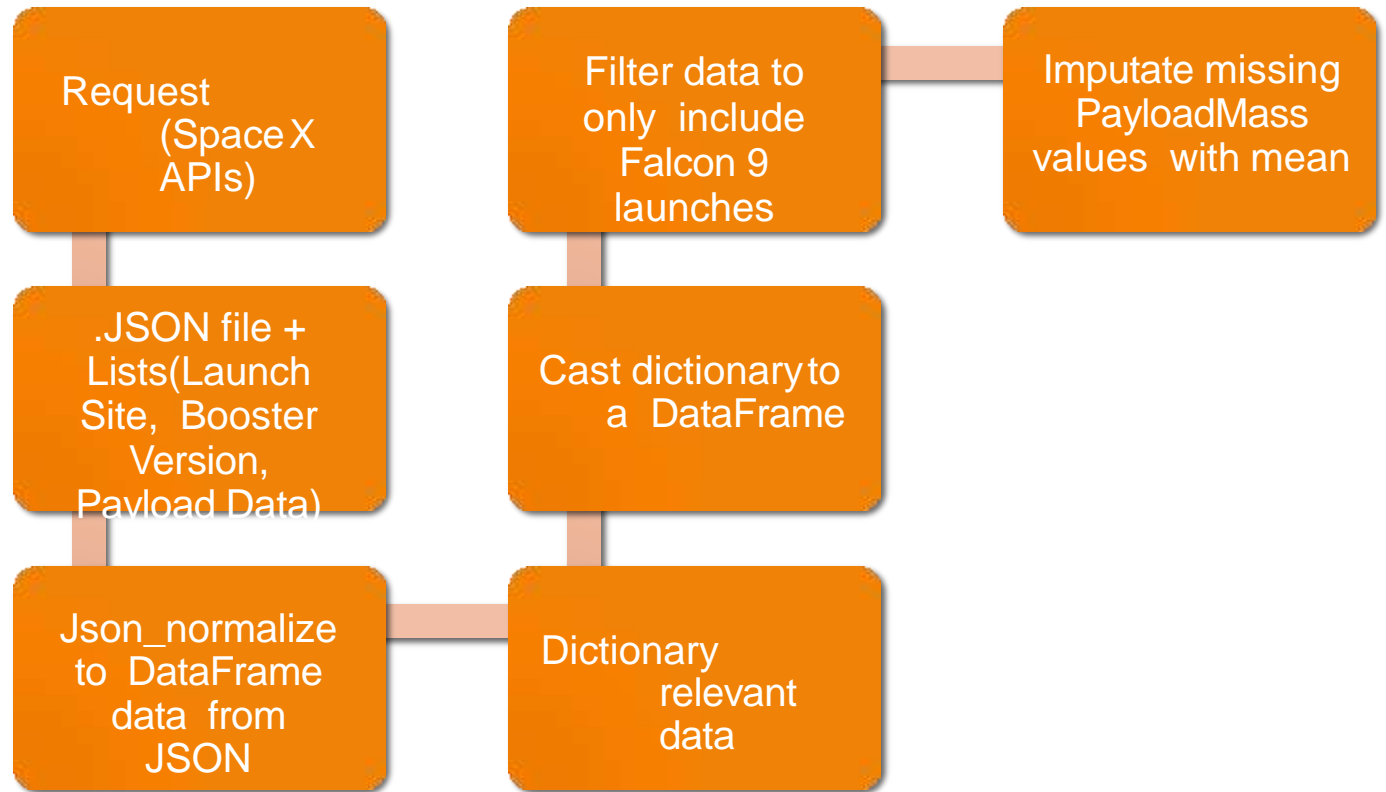 Request
(Space X
APIs)
.JSON file +
Lists(Launch
Site, Booster
Version,
Payload Data)
Json_normalize
to DataFrame
data from
JSON
Dictionary
relevant
data
Cast dictionary to
a DataFrame
Filter data to
only include
Falcon 9
launches
Imputate missing
PayloadMass
values with mean